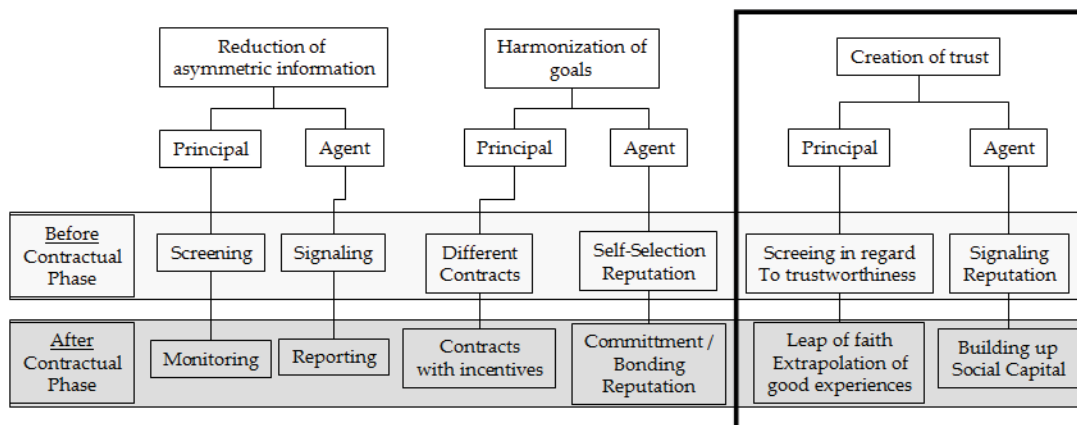 Reduction of
asymmetric information
Harmonization of
goals
Creation of trust
Principal
Agent
Principal
Agent
Principal
Agent
Before
Contractual
Phase
Screening
Signaling
Different
Contracts
Self-Selection
Reputation
Screeing in regard
To trustworthiness
Signaling
Reputation
After
Contractual
Phase
Monitoring
Reporting
Contracts
with incentives
Committment /
Bonding
Reputation
Leap of faith
Extrapolation of
good experiences
Building up
Social Capital